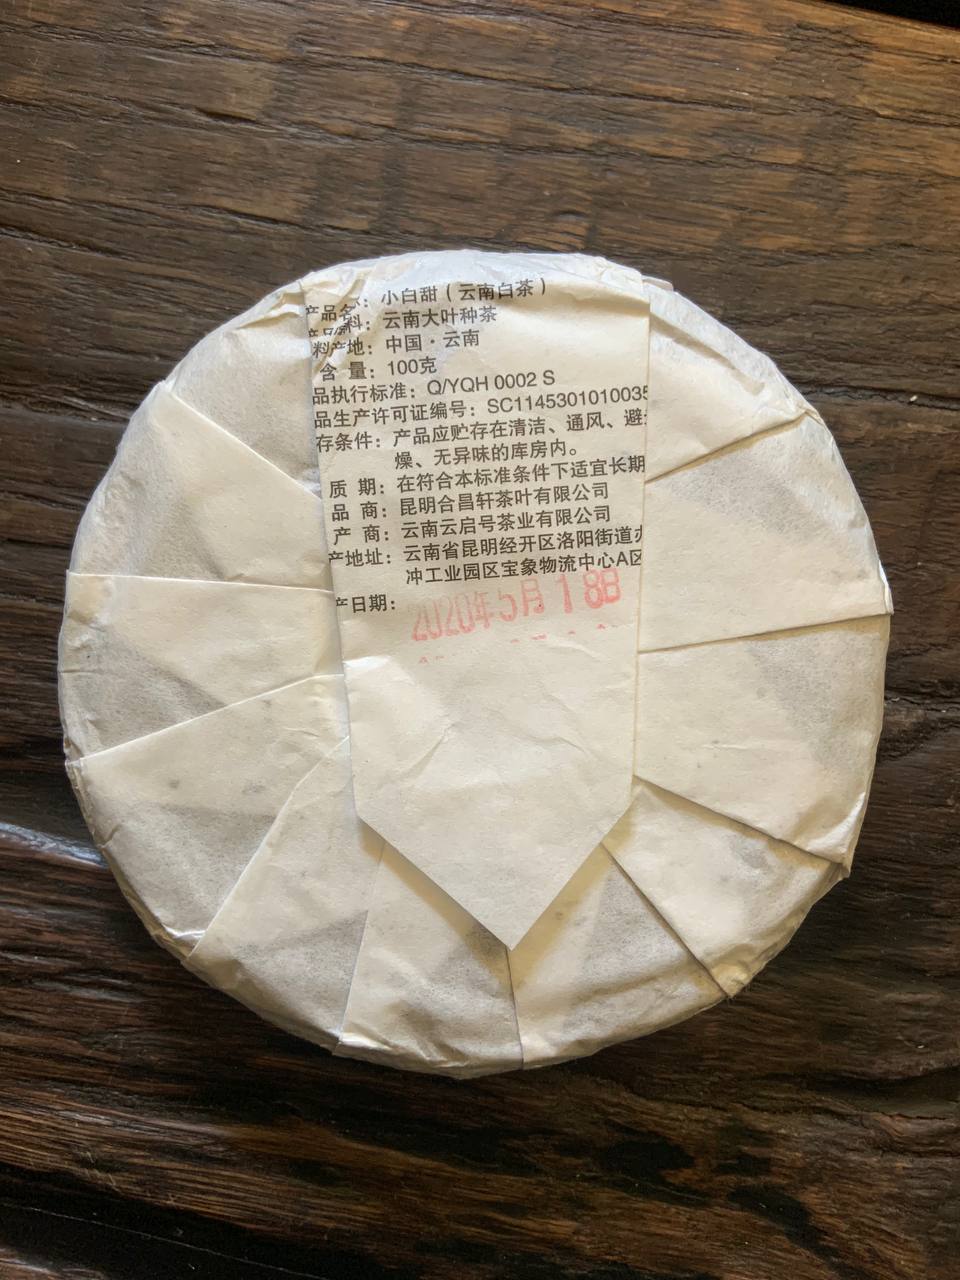 产品名称：小白甜（云南白茶）
料：云南大叶种茶
料产地：中国·云南
含 量：100克
品执行标准：Q/YQH 0002 S
品生产许可证编号：SC1145301010035
存条件：产品应贮存在清洁、通风、避
燥、无异味的库房内。
质 期：在符合本标准条件下适宜长期
品 商：昆明合昌轩茶叶有限公司
产 商：云南云启号茶业有限公司
产地址：云南省昆明经开区洛阳街道办
冲工业园区宝象物流中心A区
产日期：2020年5月18日